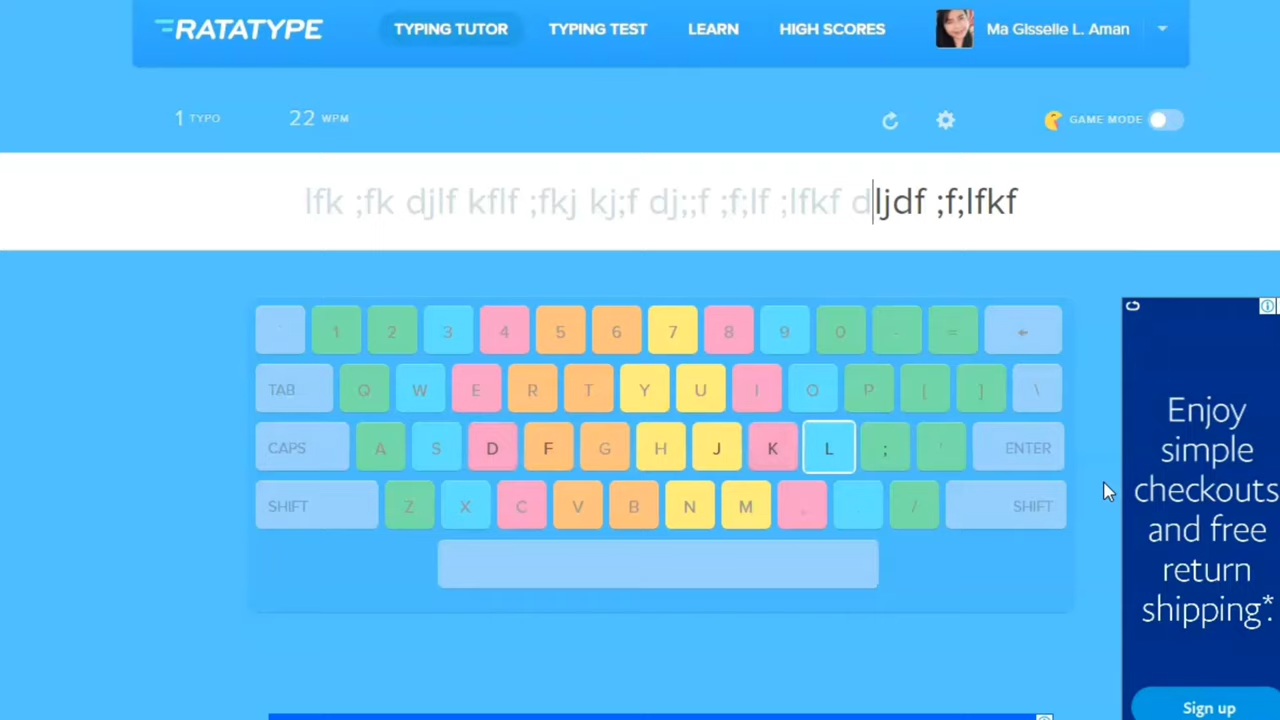 RATATYPE TYPING TUTOR TYPING TEST LEARN HIGH SCORES Ma Gisselle L. Aman
1 TYPO 22 WPM GAME MODE
lfk ;fk djlf kflf ;fkj kj;f dj;;f ;f;lf ;lfkf dljdf ;f;lfkf
` 1 2 3 4 5 6 7 8 9 0 - = ←
TAB Q W E R T Y U I O P [ ] \
CAPS A S D F G H J K L ; ' ENTER
SHIFT Z X C V B N M , . / SHIFT
Enjoy
simple
checkouts
and free
return
shipping*.
Sign up